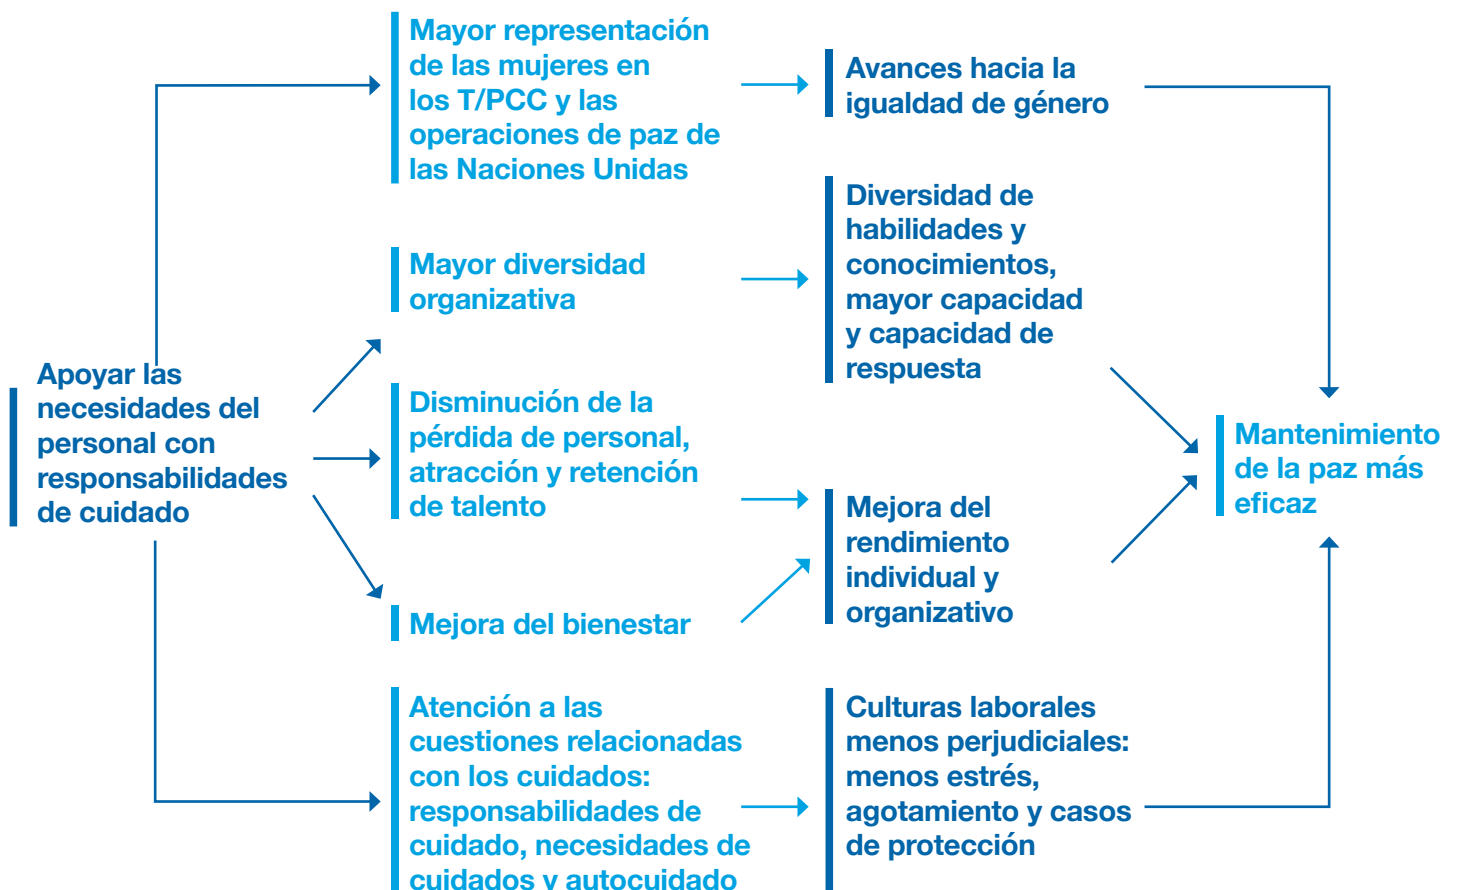 Mayor representación
de las mujeres en
los T/PCC y las
operaciones de paz de
las Naciones Unidas
Avances hacia la
igualdad de género
Mayor diversidad
organizativa
Diversidad de
habilidades y
conocimientos,
mayor capacidad
y capacidad de
respuesta
Apoyar las
necesidades del
personal con
responsabilidades
de cuidado
Disminución de la
pérdida de personal,
atracción y retención
de talento
Mejora del
rendimiento
individual y
organizativo
Mantenimiento
de la paz más
eficaz
Mejora del bienestar
Atención a las
cuestiones relacionadas
con los cuidados:
responsabilidades de
cuidado, necesidades de
cuidados y autocuidado
Culturas laborales
menos perjudiciales:
menos estrés,
agotamiento y casos
de protección